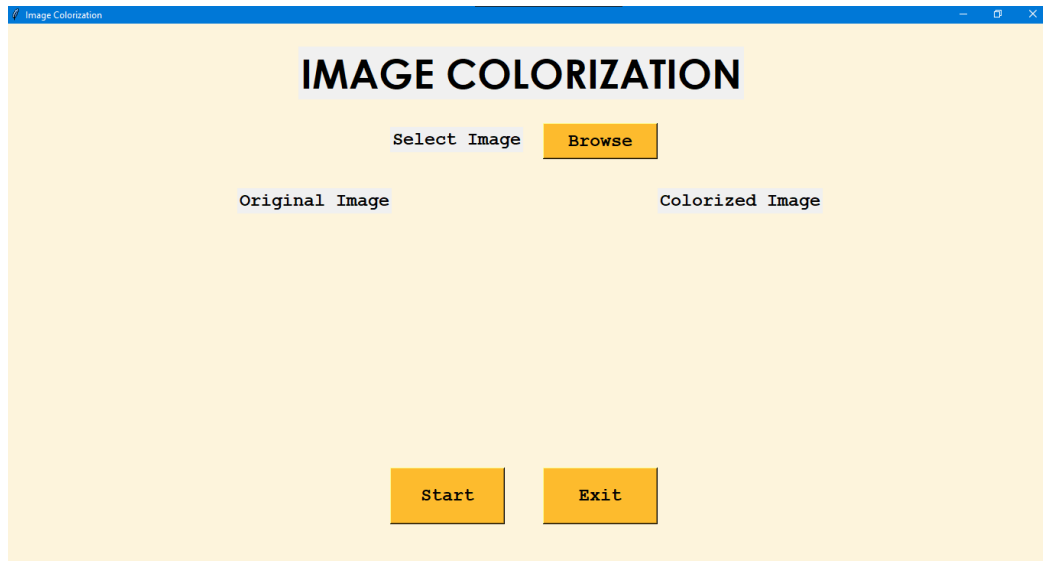 Image Colorization
IMAGE COLORIZATION
Select Image Browse
Original Image Colorized Image
Start Exit